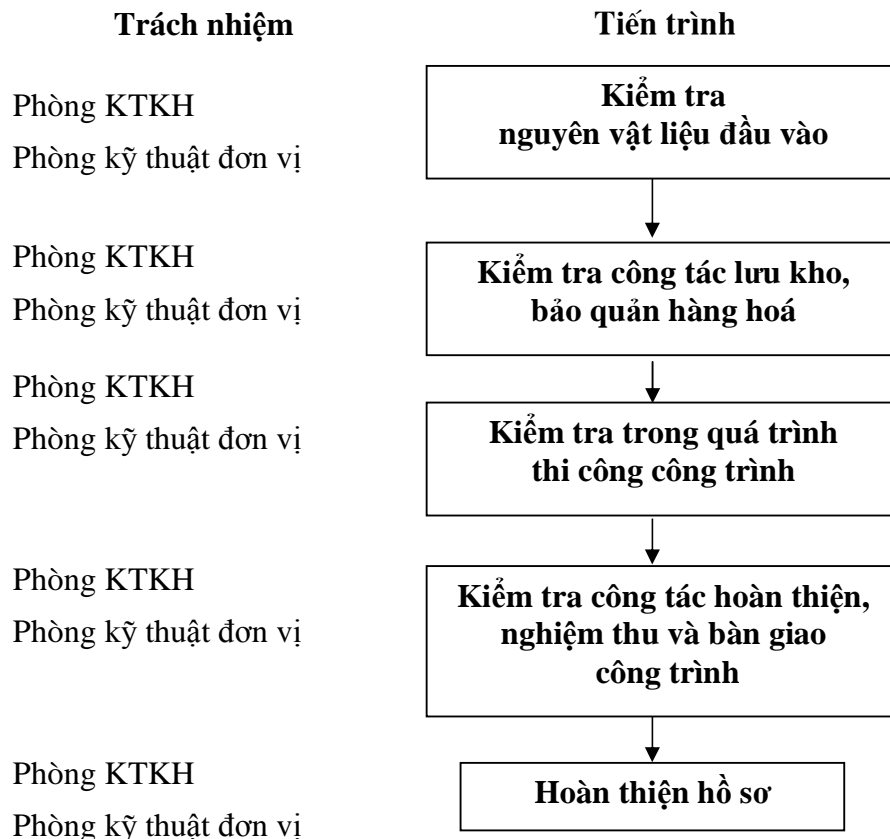 Trách nhiệm
Tiến trình
Phòng KTKH
Phòng kỹ thuật đơn vị
Kiểm tra
nguyên vật liệu đầu vào
Phòng KTKH
Phòng kỹ thuật đơn vị
Kiểm tra công tác lưu kho,
bảo quản hàng hoá
Phòng KTKH
Phòng kỹ thuật đơn vị
Kiểm tra trong quá trình
thi công công trình
Phòng KTKH
Phòng kỹ thuật đơn vị
Kiểm tra công tác hoàn thiện,
nghiệm thu và bàn giao
công trình
Phòng KTKH
Phòng kỹ thuật đơn vị
Hoàn thiện hồ sơ